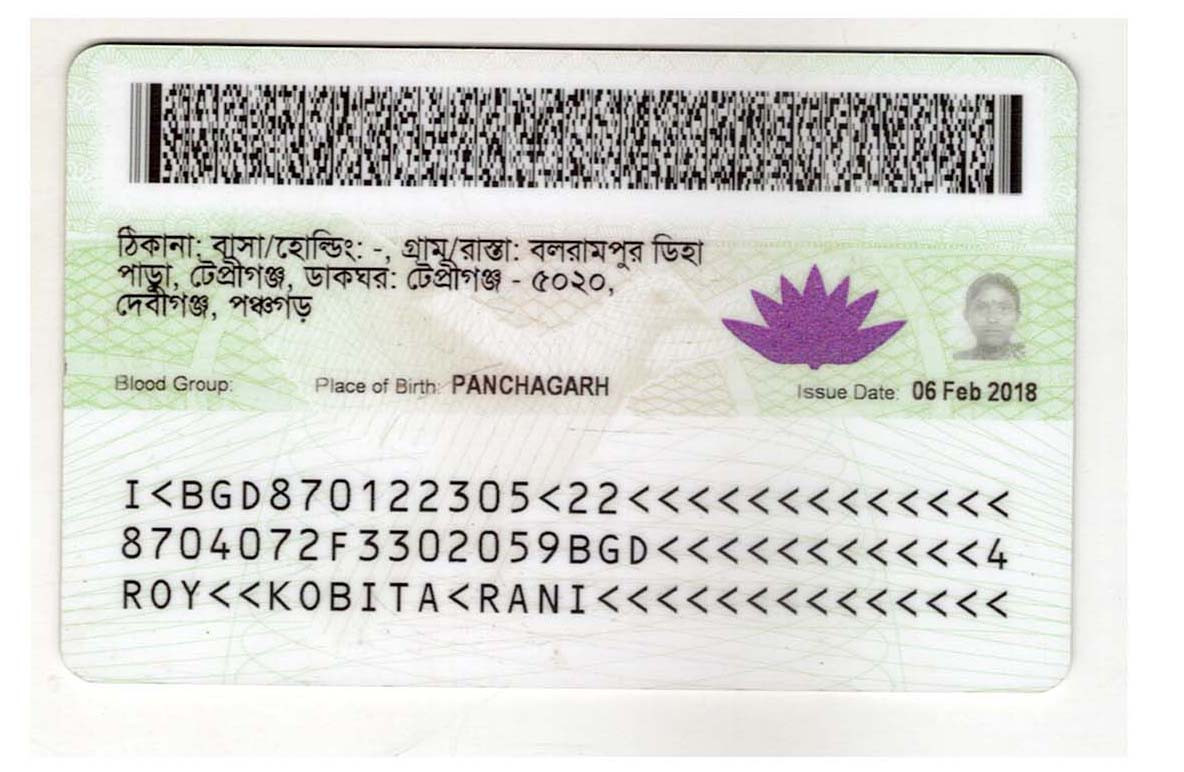 ঠিকানা: বাসা/হোল্ডিং: -, গ্রাম/রাস্তা: বলরামপুর ডিহা
পাড়া, টেপ্রীগঞ্জ, ডাকঘর: টেপ্রীগঞ্জ - ৫০২০,
দেবীগঞ্জ, পঞ্চগড়
Blood Group: Place of Birth: PANCHAGARH Issue Date: 06 Feb 2018
I<BGD870122305<22<<<<<<<<<<<<<
8704072F3302059BGD<<<<<<<<<<<4
ROY<<KOBITA<RANI<<<<<<<<<<<<<<